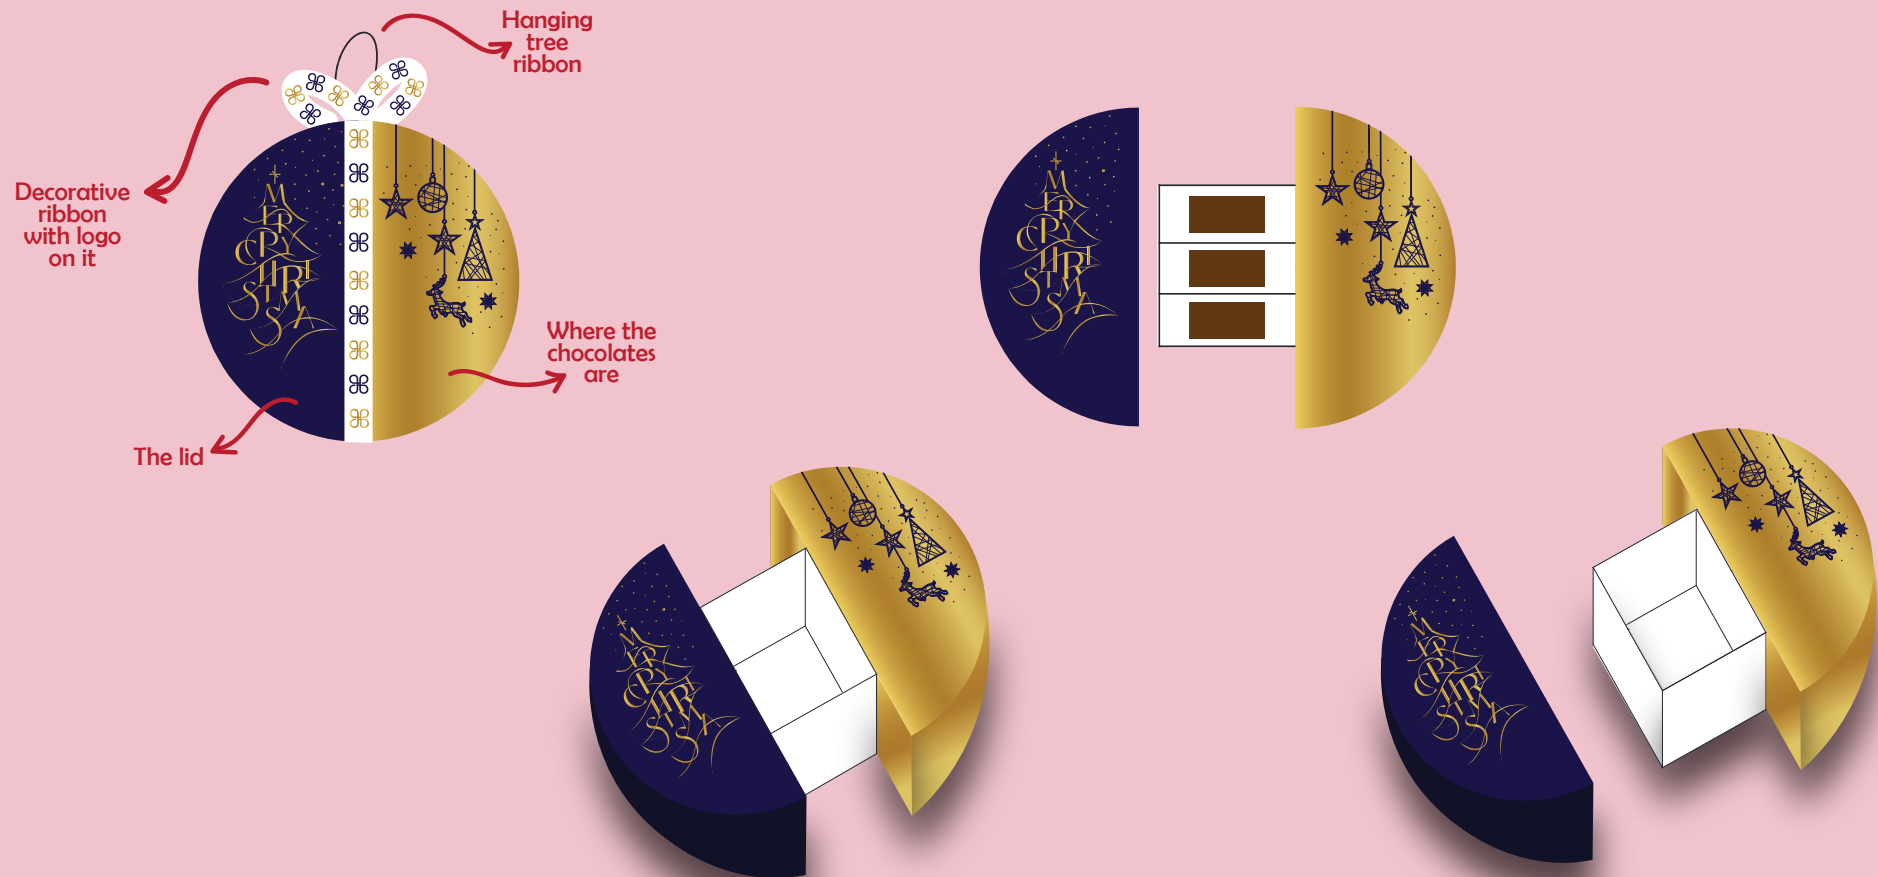 Hanging
tree
ribbon
Decorative
ribbon
with logo
on it
Where the
chocolates
are
The lid